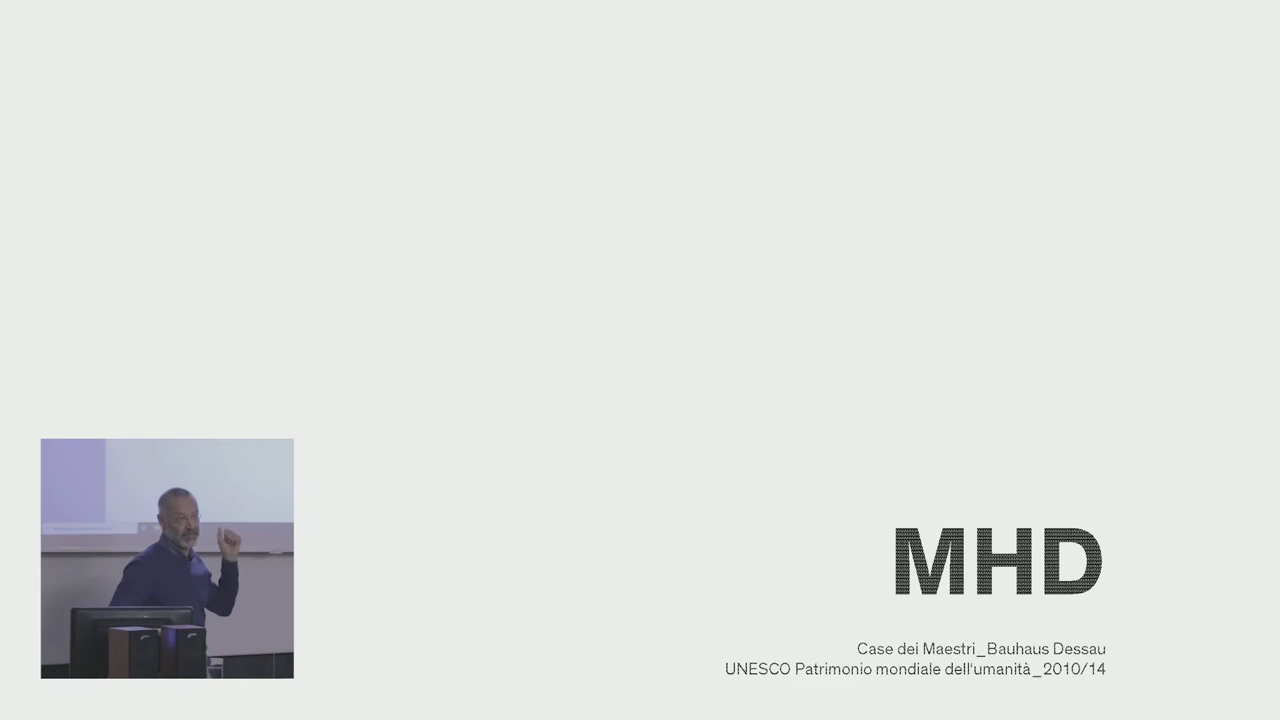 MHD
Case dei Maestri_Bauhaus Dessau
UNESCO Patrimonio mondiale dell'umanità_2010/14